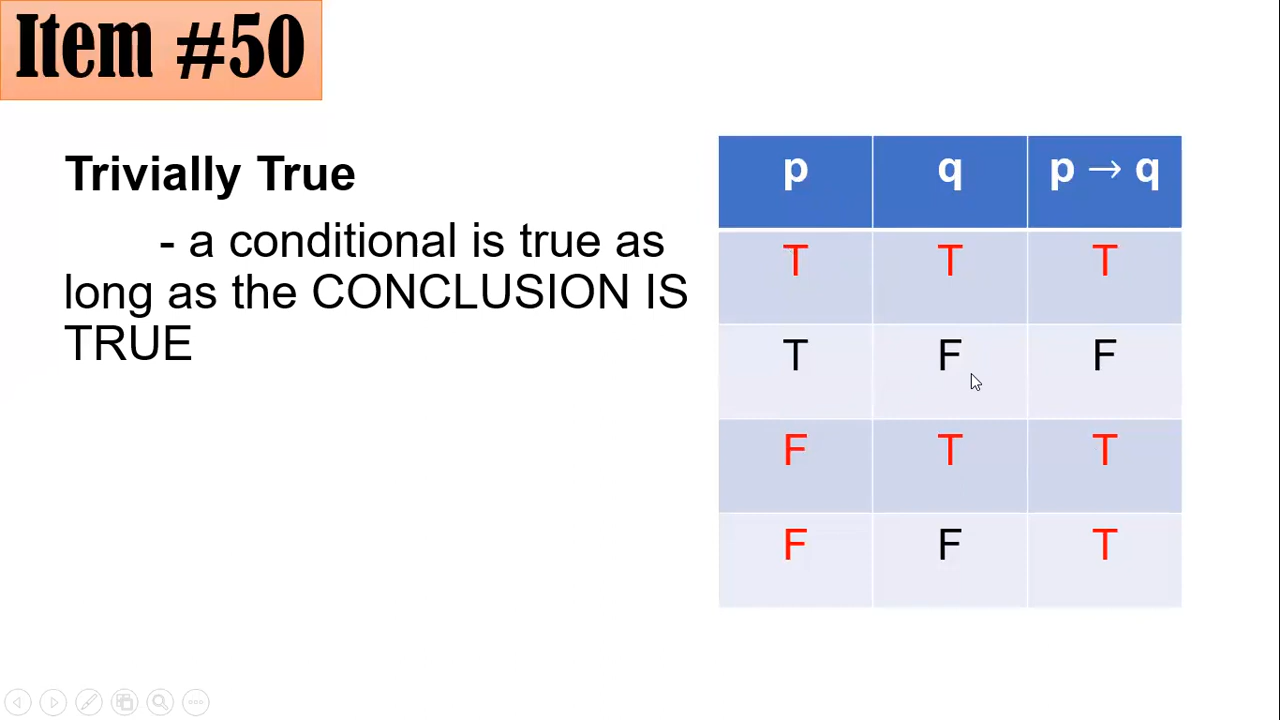 Item #50
Trivially True
- a conditional is true as
long as the CONCLUSION IS
TRUE
p q p → q
T T T
T F F
F T T
F F T